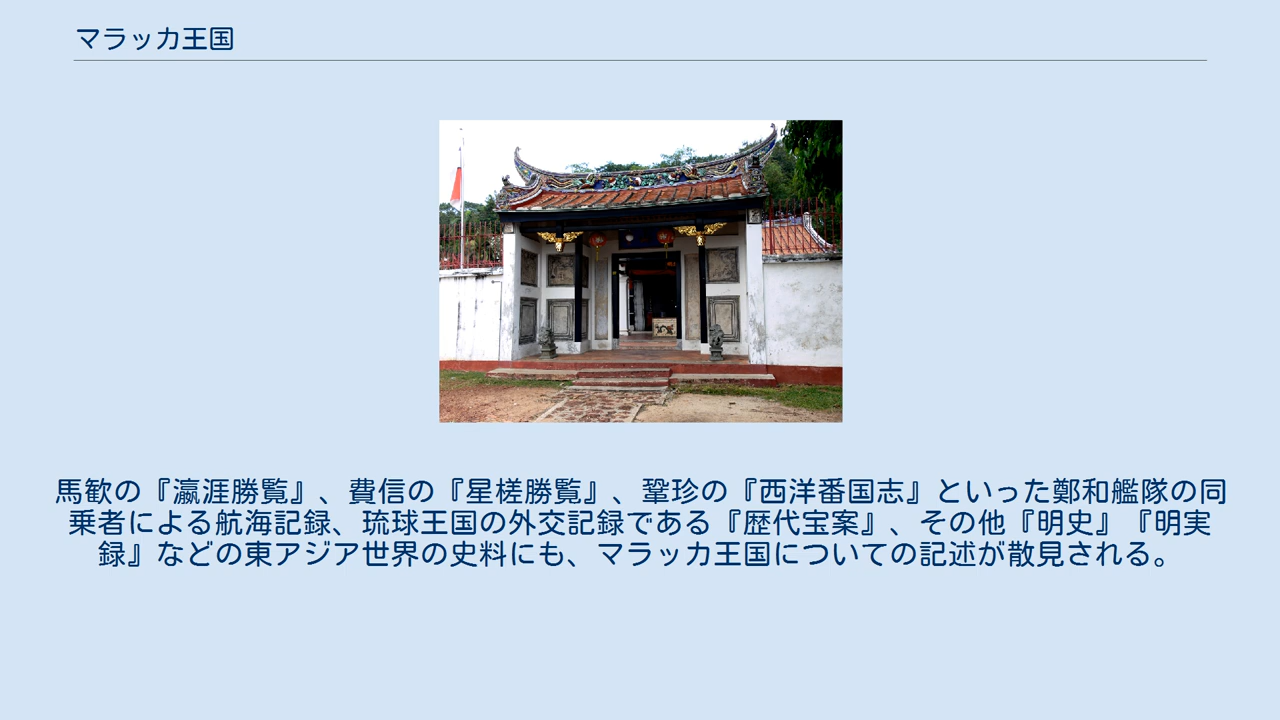 マラッカ王国
馬歓の『瀛涯勝覧』、費信の『星槎勝覧』、鞏珍の『西洋番国志』といった鄭和艦隊の同
乗者による航海記録、琉球王国の外交記録である『歴代宝案』、その他『明史』『明実
録』などの東アジア世界の史料にも、マラッカ王国についての記述が散見される。